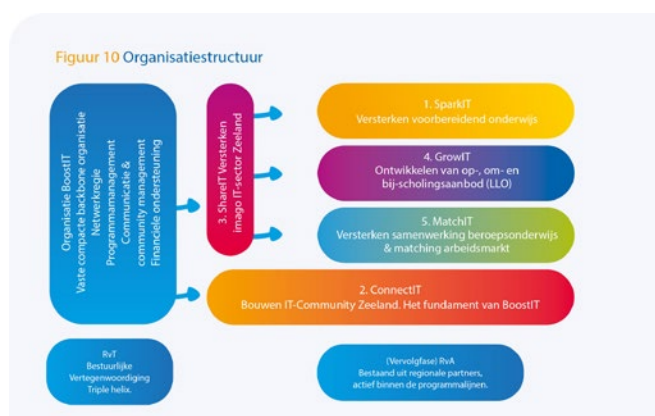 Figuur 10 Organisatiestructuur
Organisatie BoostIT
Vaste compacte backbone organisatie
Netwerkregie
Programmamanagement
Communicatie &
community management
Financiële ondersteuning
3. ShareIT Versterken
imago IT-sector Zeeland
1. SparkIT
Versterken voorbereidend onderwijs
4. GrowIT
Ontwikkelen van op-, om- en
bij-scholingsaanbod (LLO)
5. MatchIT
Versterken samenwerking beroepsonderwijs
& matching arbeidsmarkt
2. ConnectIT
Bouwen IT-Community Zeeland. Het fundament van BoostIT
RvT
Bestuurlijke
Vertegenwoordiging
Triple helix.
(Vervolgfase) RvA
Bestaand uit regionale partners,
actief binnen de programmalijnen.